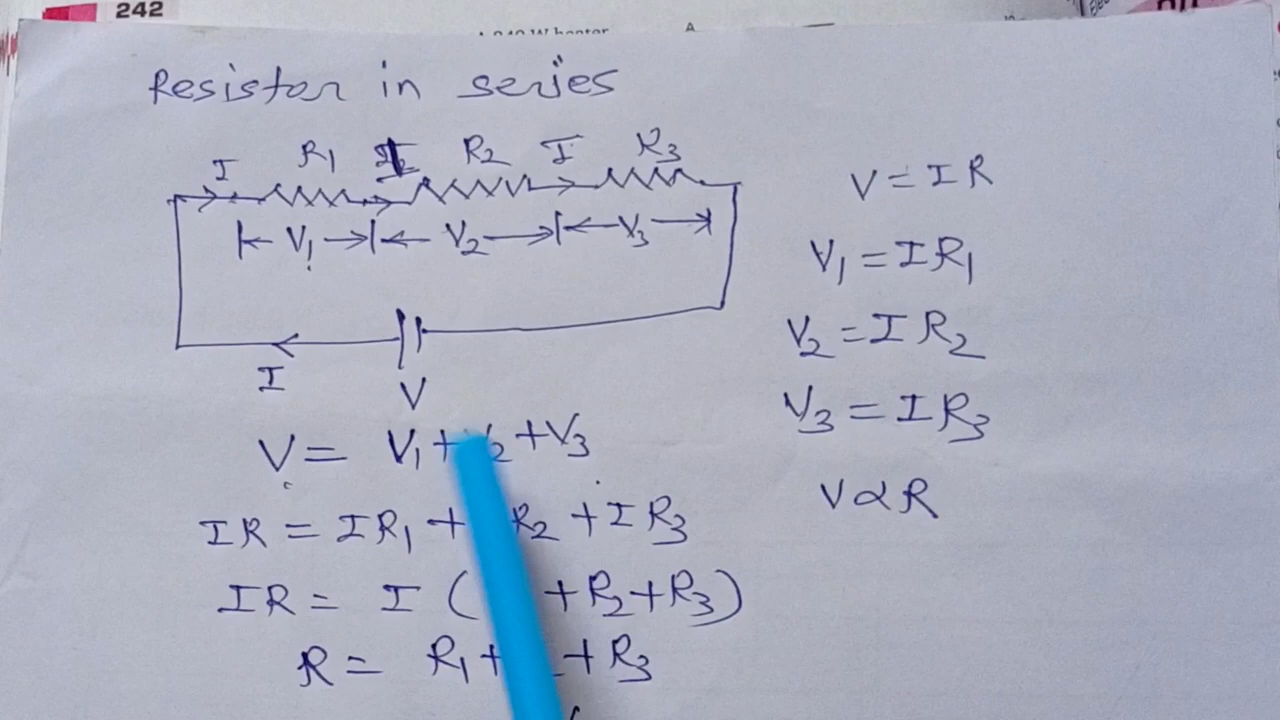 242
Resistor in series
I R1 I R2 I R3
V1 V2 V3
I
V
V = V1 + V2 + V3
IR = IR1 + R2 + IR3
IR = I ( + R2 + R3)
R = R1 + + R3
V = IR
V1 = IR1
V2 = IR2
V3 = IR3
V ∝ R